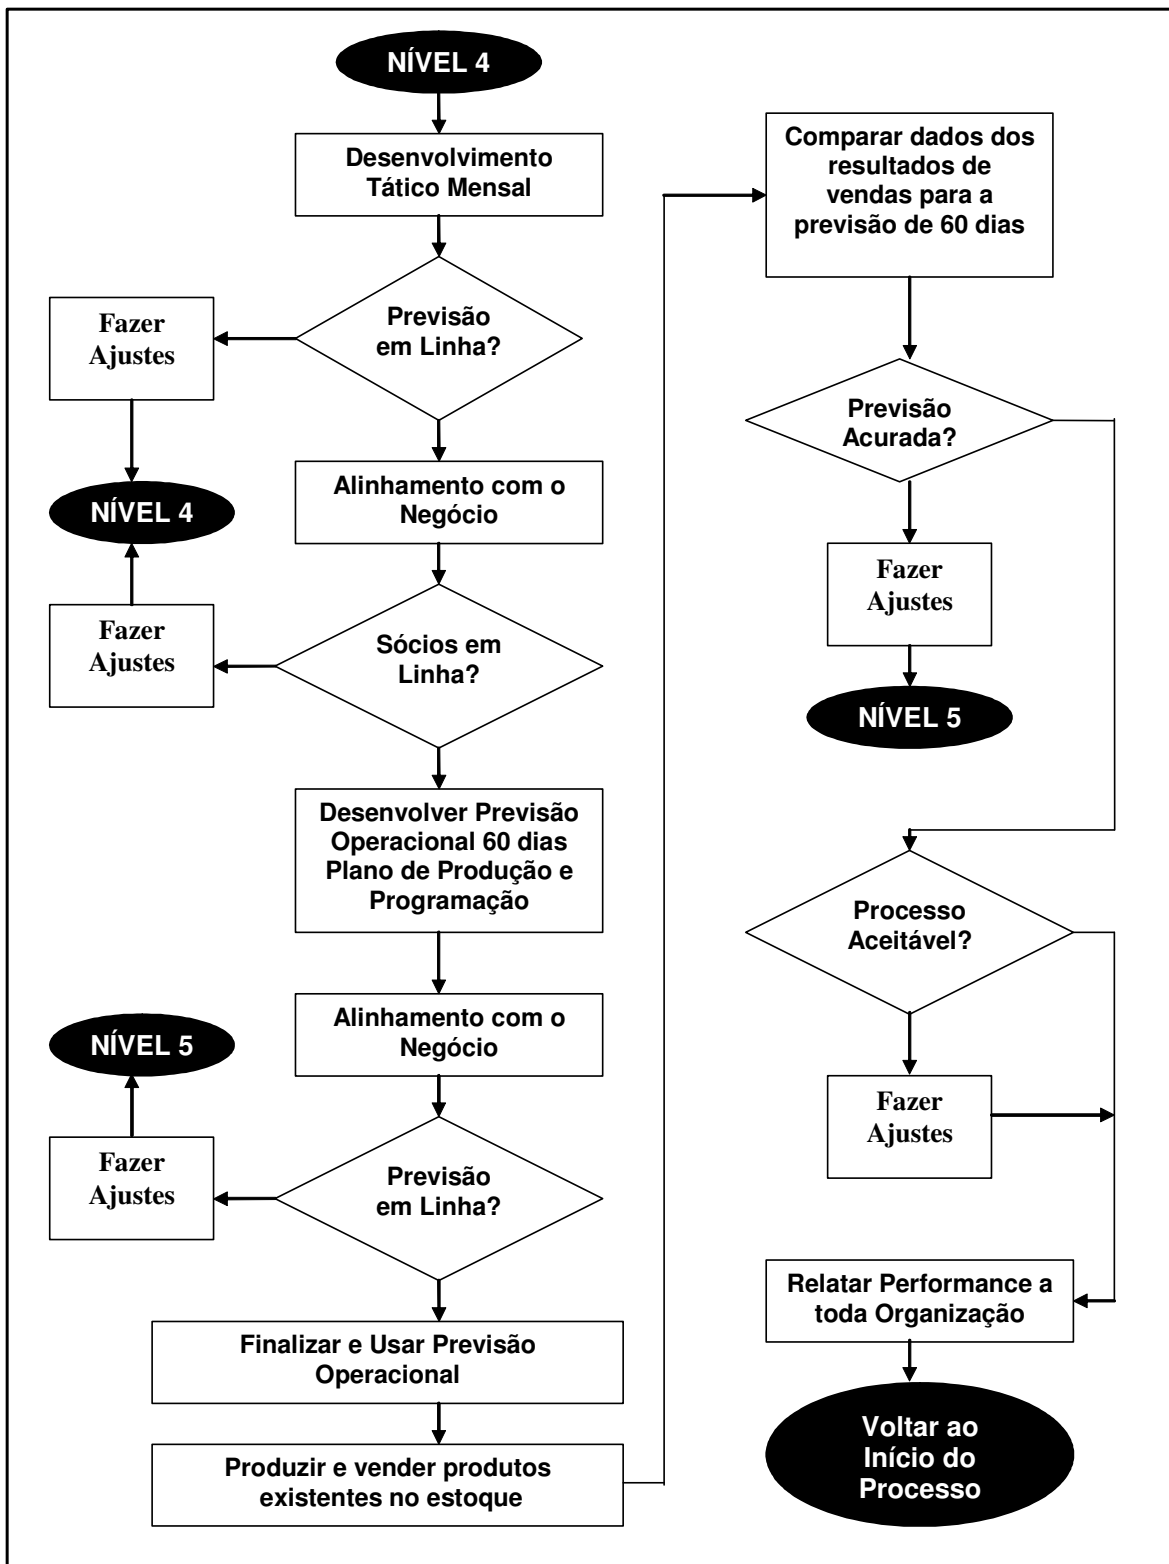 NÍVEL 4
Desenvolvimento
Tático Mensal
Previsão
em Linha?
Fazer
Ajustes
NÍVEL 4
Alinhamento com o
Negócio
Sócios em
Linha?
Fazer
Ajustes
Desenvolver Previsão
Operacional 60 dias
Plano de Produção e
Programação
Alinhamento com o
Negócio
NÍVEL 5
Previsão
em Linha?
Fazer
Ajustes
Finalizar e Usar Previsão
Operacional
Produzir e vender produtos
existentes no estoque
Comparar dados dos
resultados de
vendas para a
previsão de 60 dias
Previsão
Acurada?
Fazer
Ajustes
NÍVEL 5
Processo
Aceitável?
Fazer
Ajustes
Relatar Performance a
toda Organização
Voltar ao
Início do
Processo